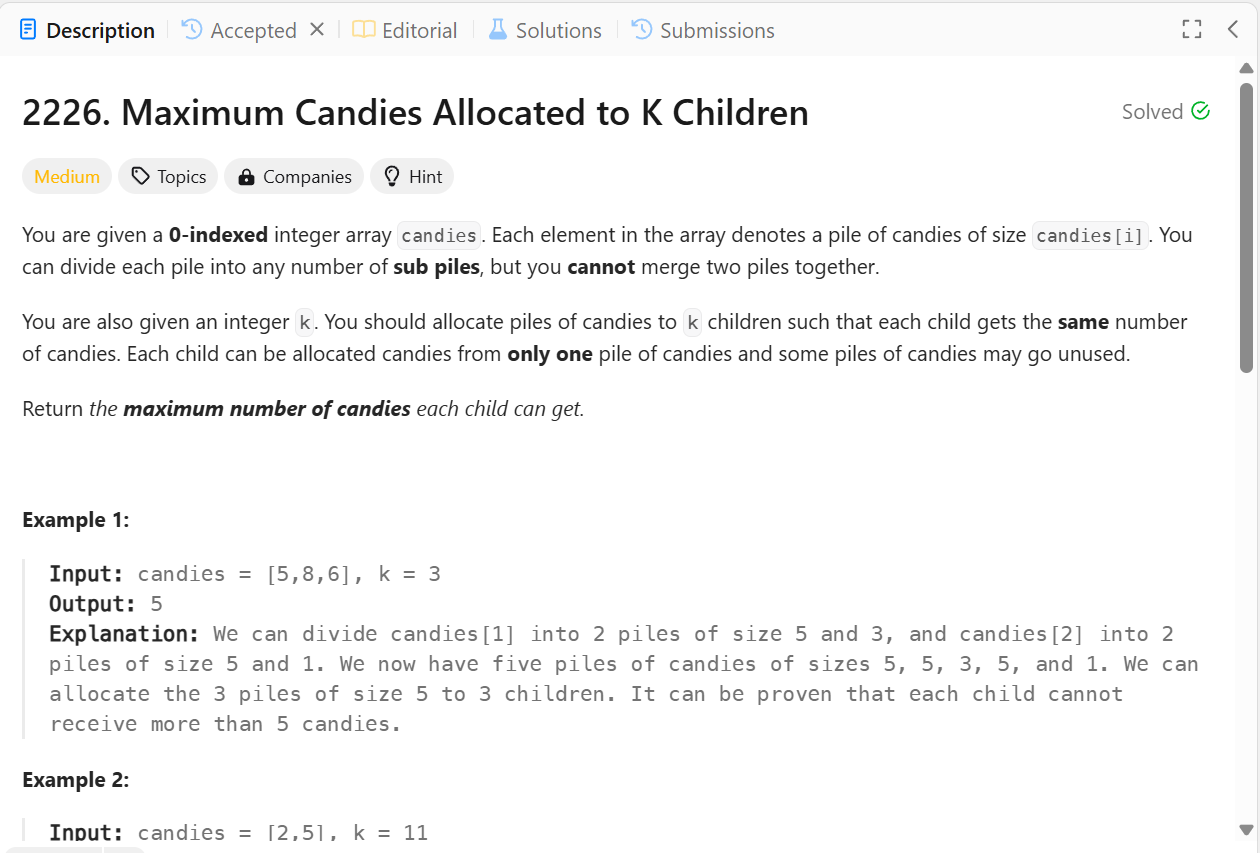 Description Accepted Editorial Solutions Submissions
2226. Maximum Candies Allocated to K Children Solved
Medium Topics Companies Hint
You are given a 0-indexed integer array candies. Each element in the array denotes a pile of candies of size candies[i]. You
can divide each pile into any number of sub piles, but you cannot merge two piles together.
You are also given an integer k. You should allocate piles of candies to k children such that each child gets the same number
of candies. Each child can be allocated candies from only one pile of candies and some piles of candies may go unused.
Return the maximum number of candies each child can get.
Example 1:
Input: candies = [5,8,6], k = 3
Output: 5
Explanation: We can divide candies[1] into 2 piles of size 5 and 3, and candies[2] into 2
piles of size 5 and 1. We now have five piles of candies of sizes 5, 5, 3, 5, and 1. We can
allocate the 3 piles of size 5 to 3 children. It can be proven that each child cannot
receive more than 5 candies.
Example 2:
Input: candies = [2,5], k = 11